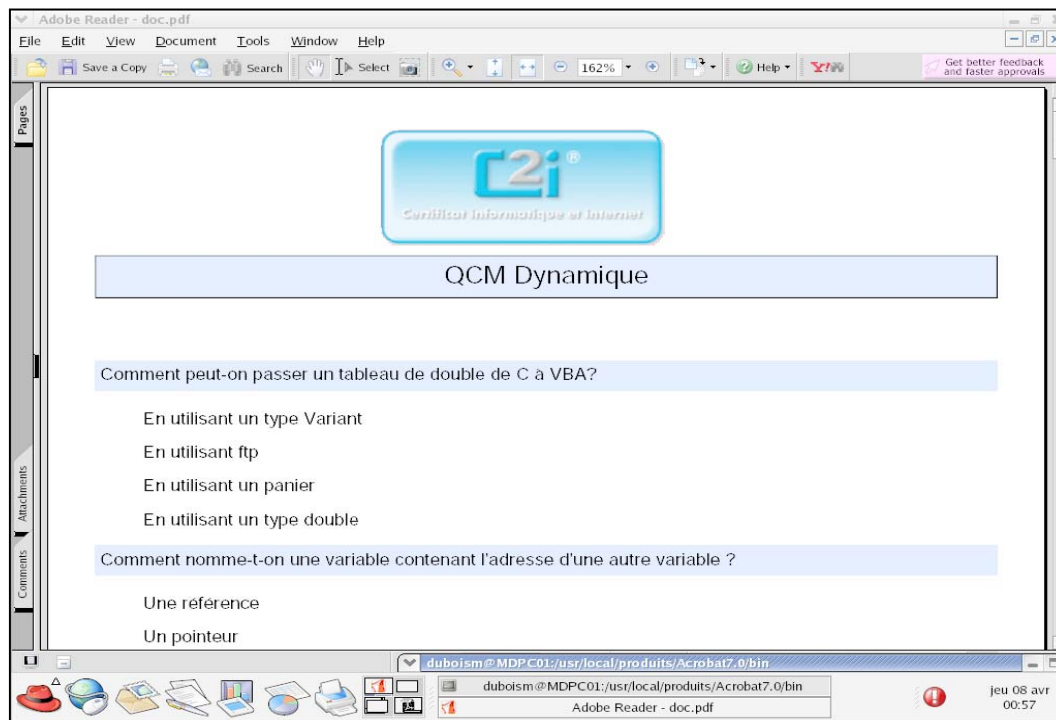 Adobe Reader - doc.pdf
File Edit View Document Tools Window Help
Save a Copy Search Select 162% Help Y! Get better feedback
and faster approvals
Pages
C2i®
Certificat Informatique et Internet
QCM Dynamique
Comment peut-on passer un tableau de double de C à VBA?
En utilisant un type Variant
En utilisant ftp
En utilisant un panier
En utilisant un type double
Attachments
Comment nomme-t-on une variable contenant l'adresse d'une autre variable ?
Comments
Une référence
Un pointeur
duboism@MDPC01:/usr/local/produits/Acrobat7.0/bin
duboism@MDPC01:/usr/local/produits/Acrobat7.0/bin
Adobe Reader - doc.pdf
jeu 08 avr
00:57